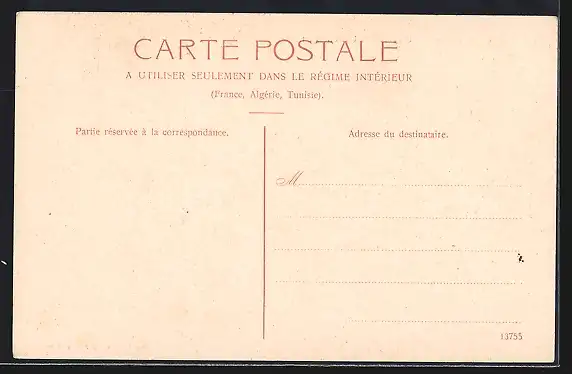 CARTE POSTALE
A UTILISER SEULEMENT DANS LE RÉGIME INTÉRIEUR
(France, Algérie, Tunisie).
Partie réservée à la correspondance.
Adresse du destinataire.
M
13755